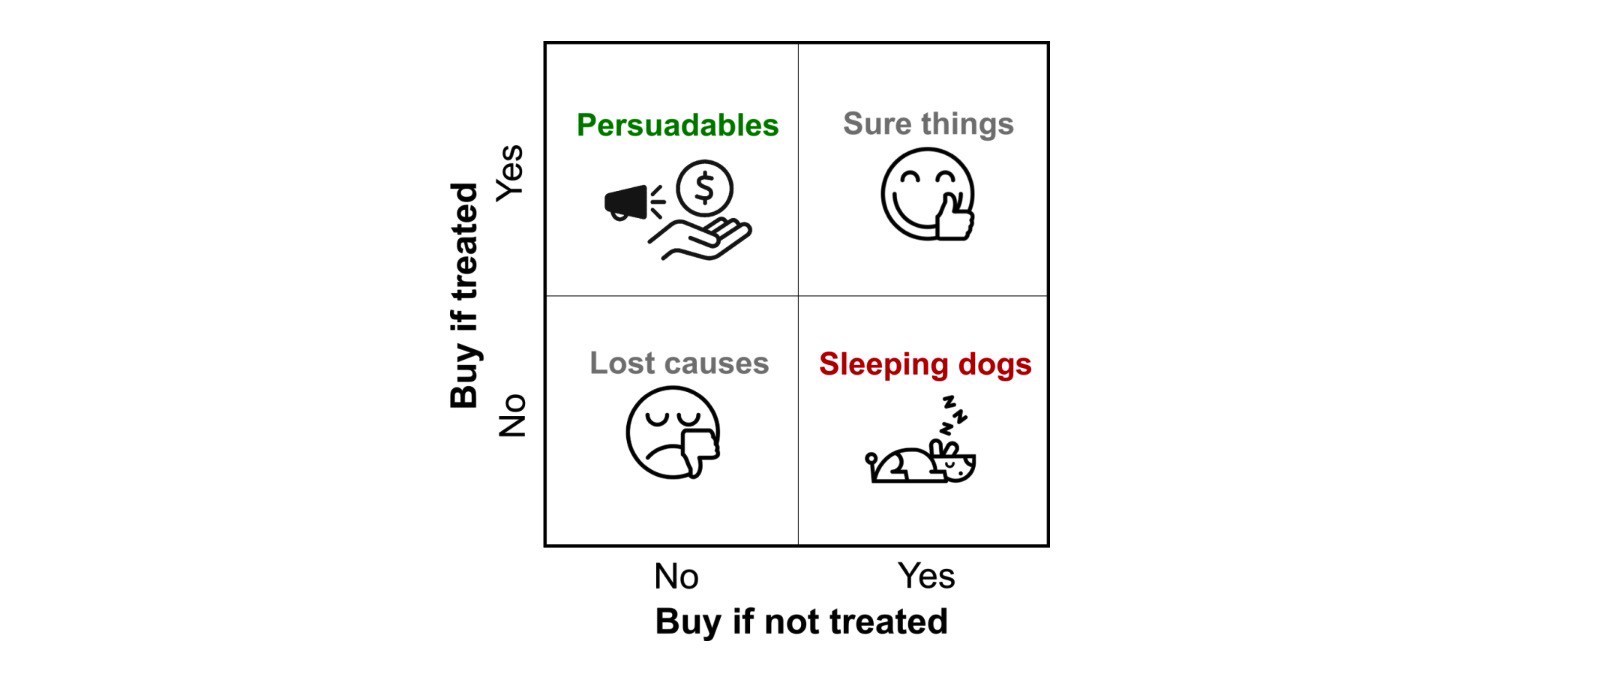 Persuadables
Sure things
$
Buy if treated
Yes
No
Lost causes
Sleeping dogs
z
z
z
No
Yes
Buy if not treated